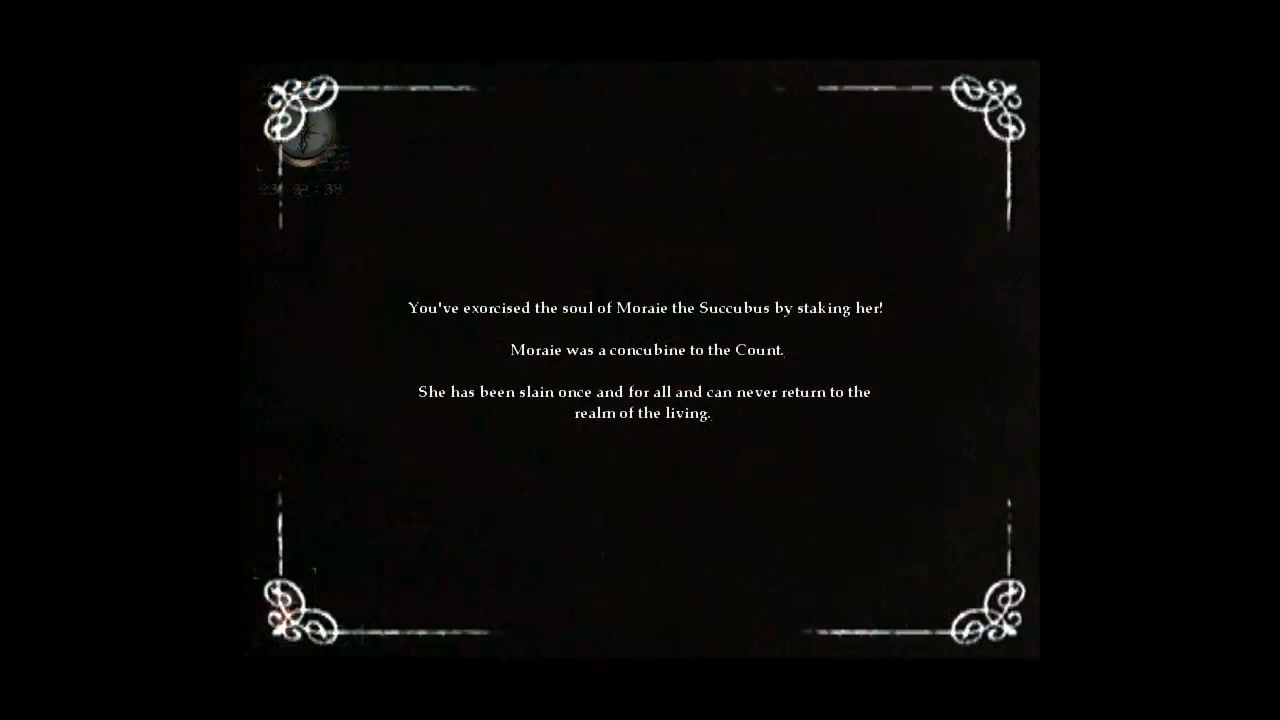 You've exorcised the soul of Moraie the Succubus by staking her!
Moraie was a concubine to the Count.
She has been slain once and for all and can never return to the
realm of the living.